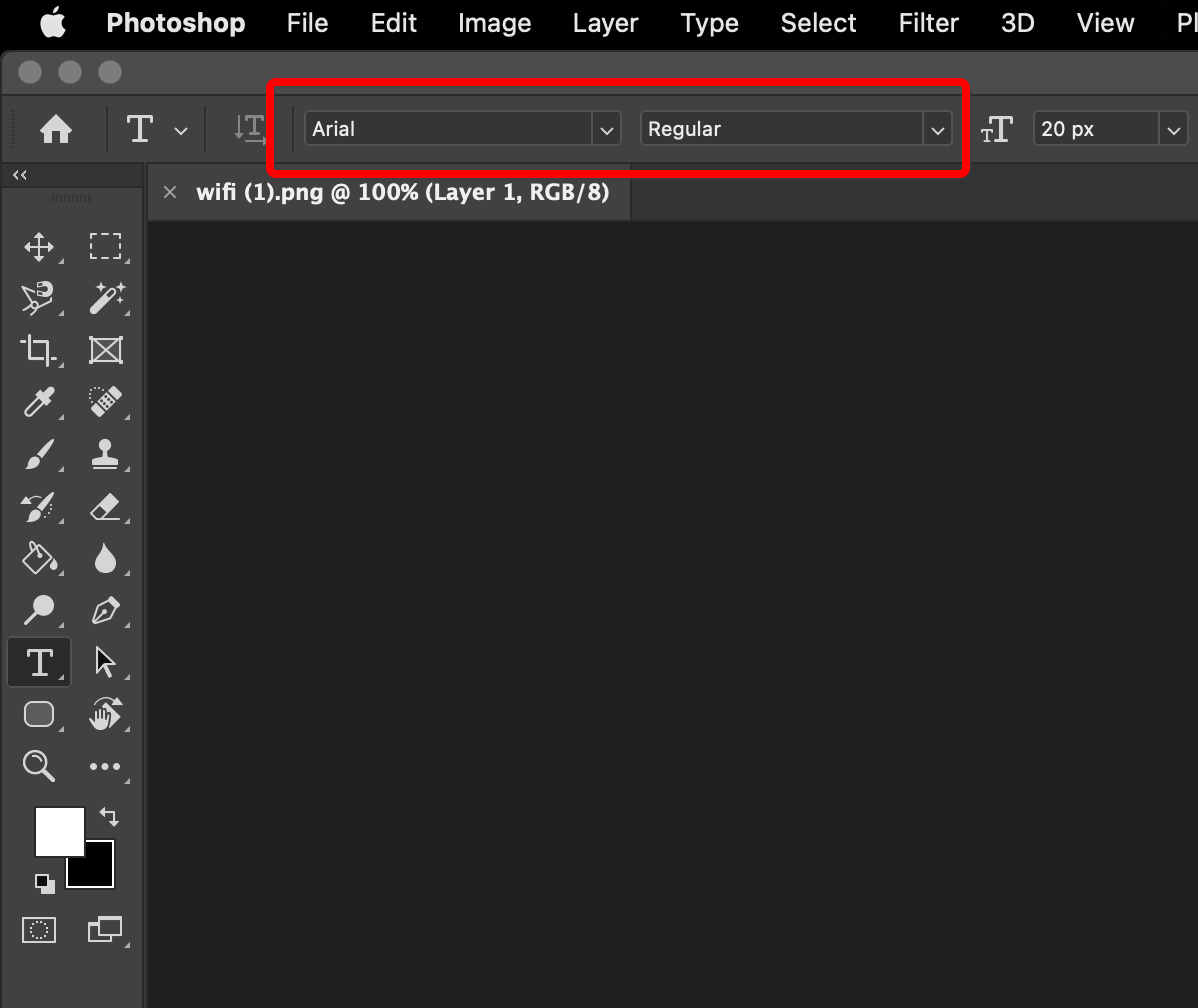 Photoshop File Edit Image Layer Type Select Filter 3D View Pl
Arial Regular 20 px
wifi (1).png @ 100% (Layer 1, RGB/8)